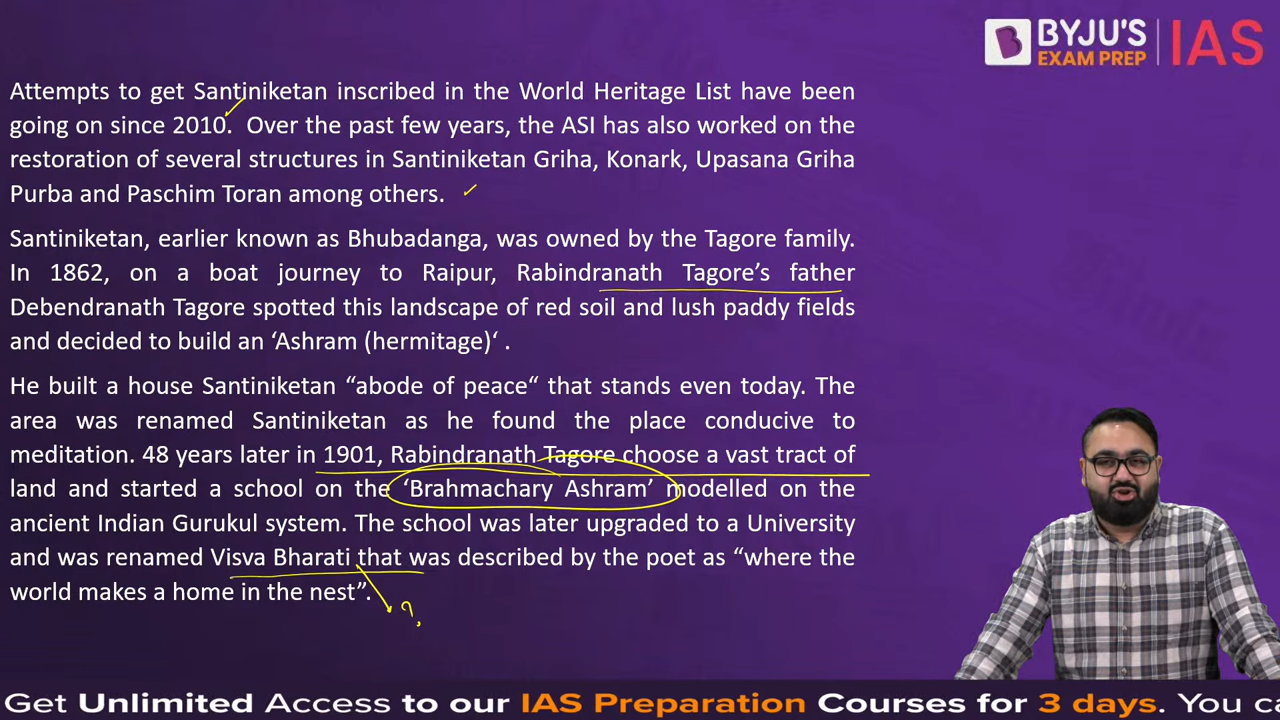 BYJU'S
EXAM PREP
IAS
Attempts to get Santiniketan inscribed in the World Heritage List have been
going on since 2010. Over the past few years, the ASI has also worked on the
restoration of several structures in Santiniketan Griha, Konark, Upasana Griha
Purba and Paschim Toran among others.
Santiniketan, earlier known as Bhubadanga, was owned by the Tagore family.
In 1862, on a boat journey to Raipur, Rabindranath Tagore's father
Debendranath Tagore spotted this landscape of red soil and lush paddy fields
and decided to build an ‘Ashram (hermitage)‘ .
He built a house Santiniketan “abode of peace“ that stands even today. The
area was renamed Santiniketan as he found the place conducive to
meditation. 48 years later in 1901, Rabindranath Tagore choose a vast tract of
land and started a school on the ‘Brahmachary Ashram’ modelled on the
ancient Indian Gurukul system. The school was later upgraded to a University
and was renamed Visva Bharati that was described by the poet as “where the
world makes a home in the nest”.
?
Get Unlimited Access to our IAS Preparation Courses for 3 days. You ca